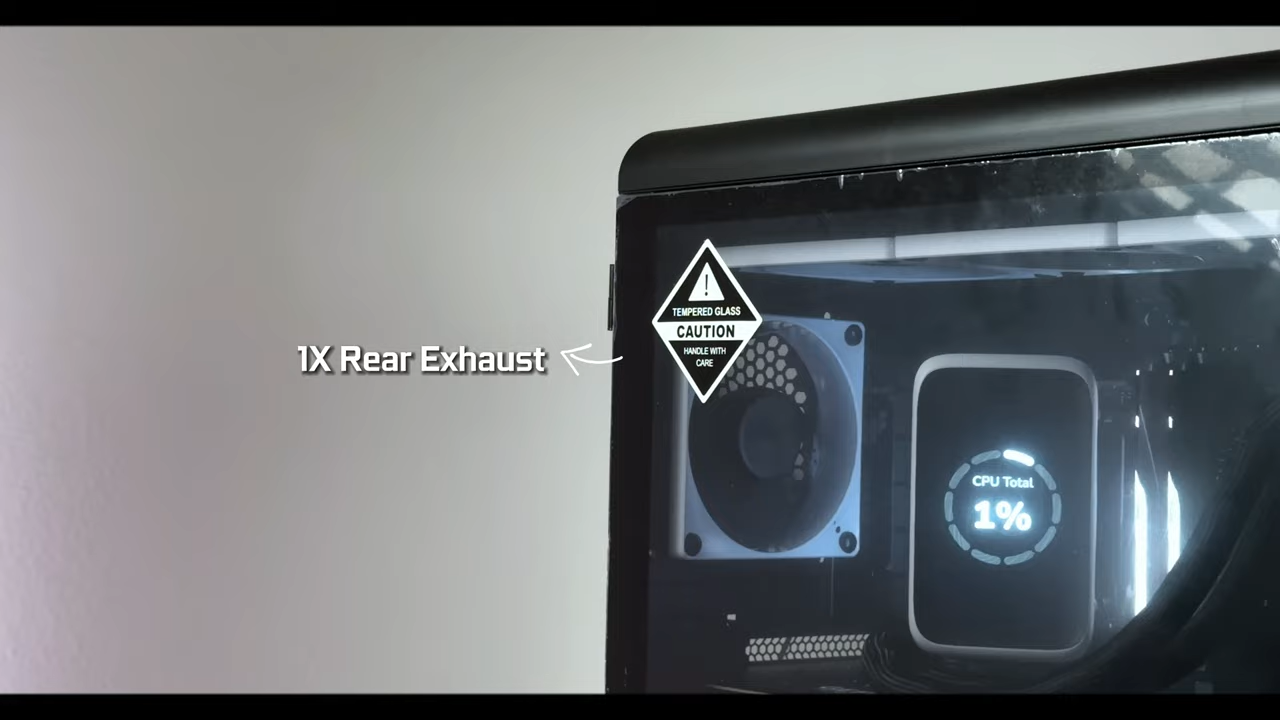 !
TEMPERED GLASS
CAUTION
HANDLE WITH
CARE
1X Rear Exhaust
CPU Total
1%